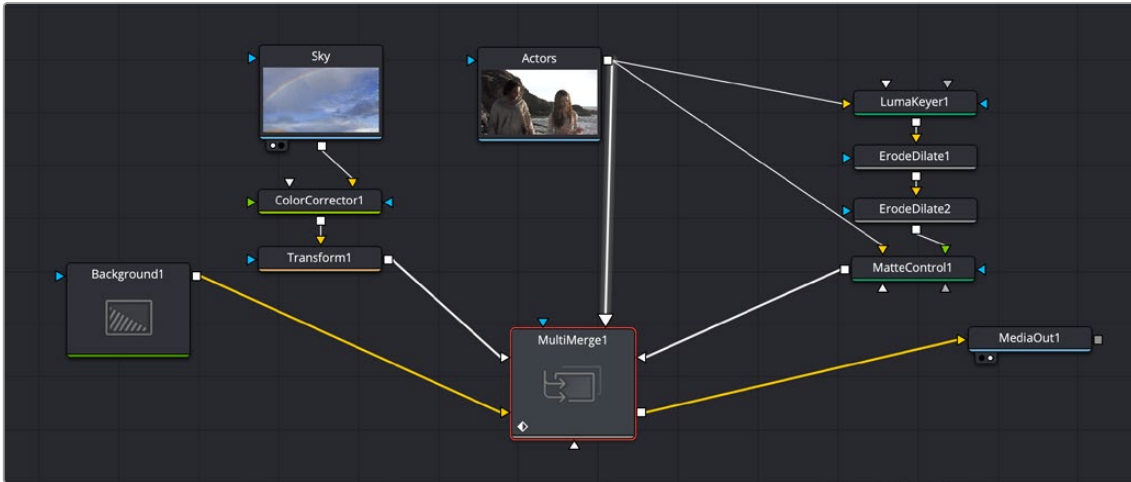 Sky
Actors
LumaKeyer1
ErodeDilate1
ColorCorrector1
ErodeDilate2
Transform1
MatteControl1
Background1
MultiMerge1
MediaOut1